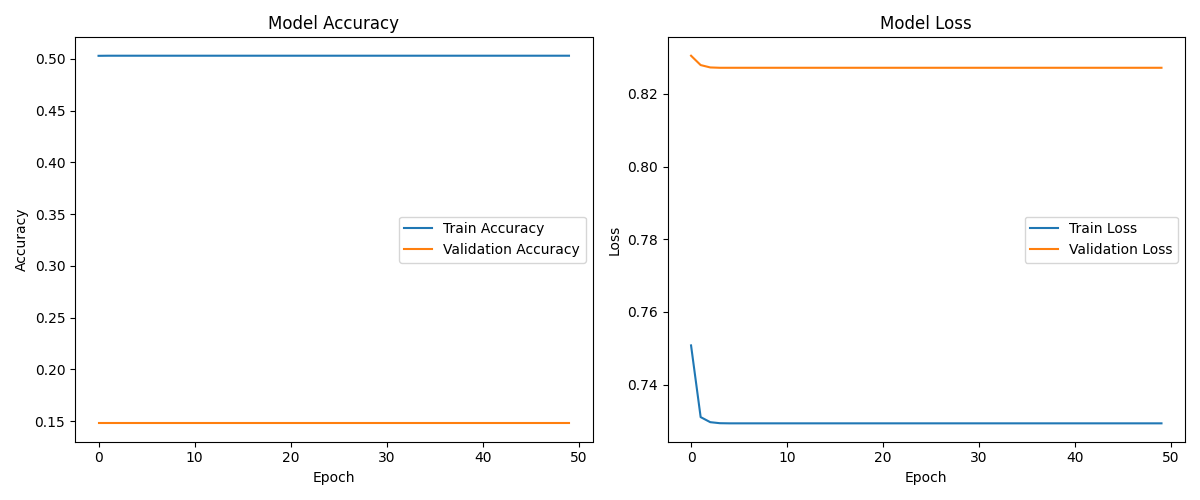 Model Accuracy
0.50
0.45
0.40
0.35
0.30
0.25
0.20
0.15
Accuracy
Train Accuracy
Validation Accuracy
0 10 20 30 40 50
Epoch
Model Loss
0.82
0.80
0.78
0.76
0.74
Loss
Train Loss
Validation Loss
0 10 20 30 40 50
Epoch